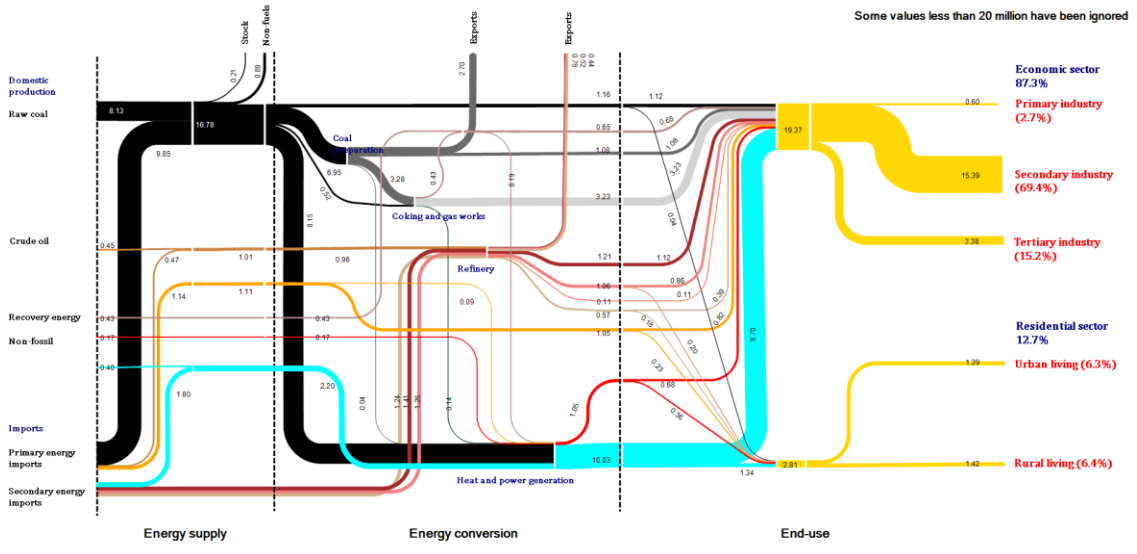 Some values less than 20 million have been ignored
Stock
Non-fuels
Exports
Exports
0.21
0.89
2.70
0.78
0.52
0.44
Domestic
production
Raw coal
8.13
16.78
9.85
Coal
preparation
6.95
3.28
0.52
0.43
0.19
8.15
Coking and gas works
1.16
1.12
0.65
0.65
1.08
1.08
3.23
3.23
0.04
19.37
Economic sector
87.3%
0.60
Primary industry
(2.7%)
15.39
Secondary industry
(69.4%)
3.38
Tertiary industry
(15.2%)
Crude oil
0.45
0.47
1.01
0.96
Refinery
1.21
1.12
1.14
1.11
0.09
1.06
0.86
0.11
0.11
0.57
0.39
1.05
0.82
0.18
0.20
0.23
8.70
Recovery energy
0.43
0.43
Non-fossil
0.17
0.17
0.40
1.80
2.20
0.04
1.24
1.41
1.26
0.14
1.05
0.68
0.36
Residential sector
12.7%
1.39
Urban living (6.3%)
Imports
Primary energy
imports
Secondary energy
imports
Heat and power generation
10.03
1.34
2.81
1.42
Rural living (6.4%)
Energy supply
Energy conversion
End-use